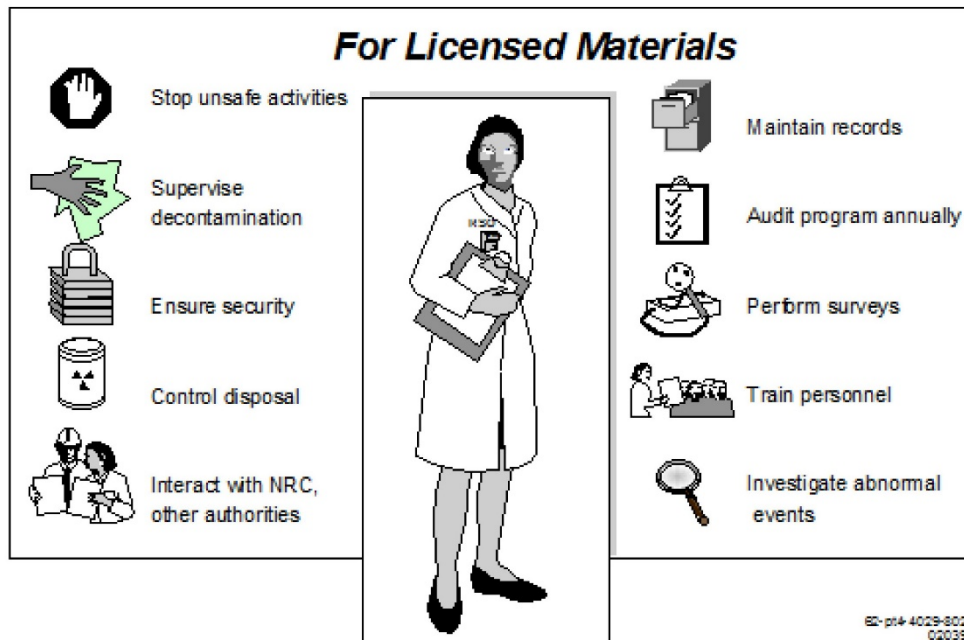 For Licensed Materials
Stop unsafe activities
Supervise
decontamination
Ensure security
Control disposal
Interact with NRC,
other authorities
RSO
Maintain records
Audit program annually
Perform surveys
Train personnel
Investigate abnormal
events